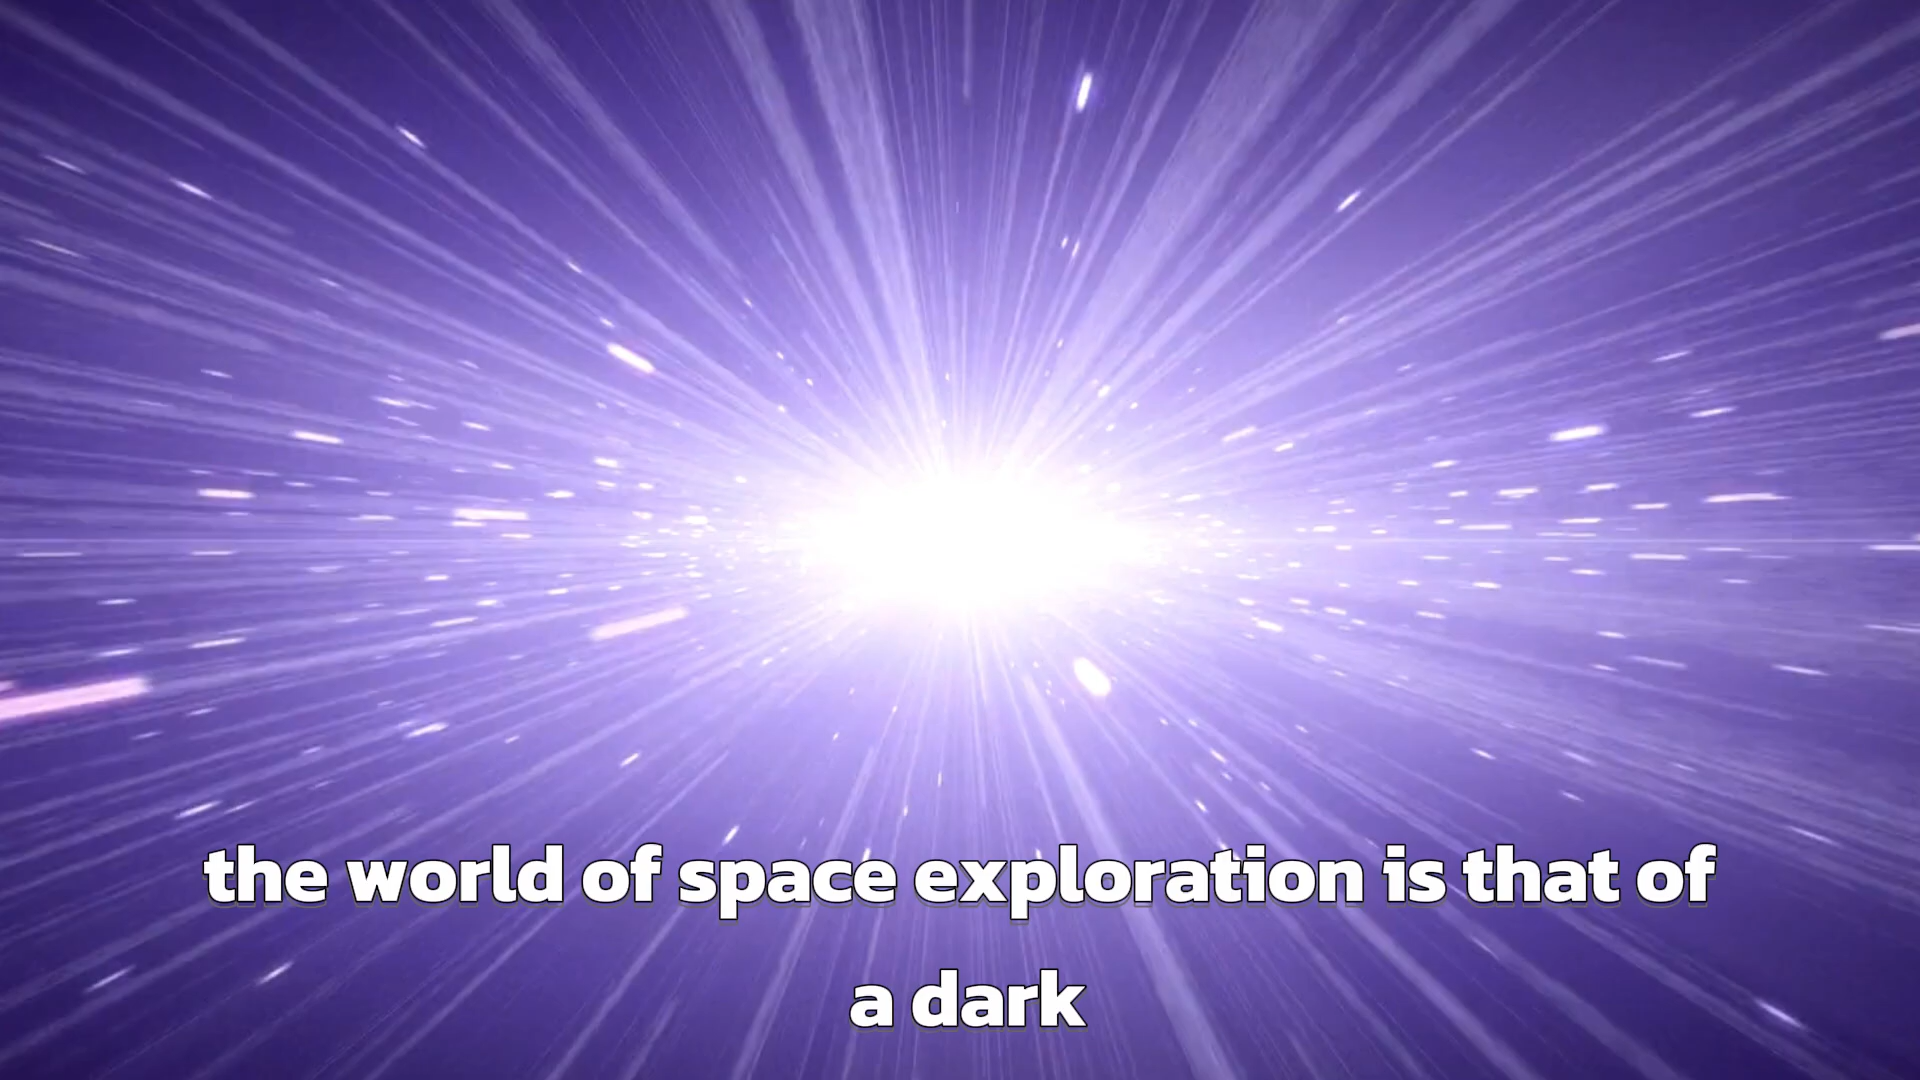 the world of space exploration is that of
a dark